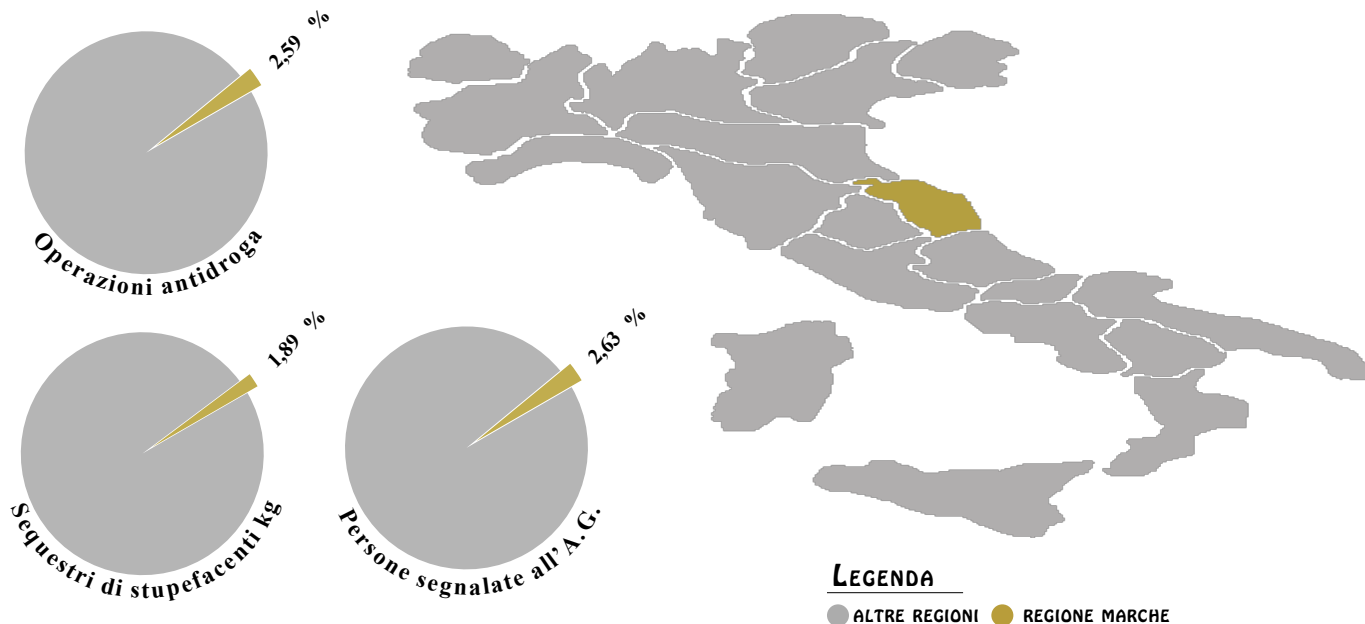 2,59 %
Operazioni antidroga
1,89 %
Sequestri di stupefacenti kg
2,63 %
Persone segnalate all'A.G.
LEGENDA
ALTRE REGIONI
REGIONE MARCHE